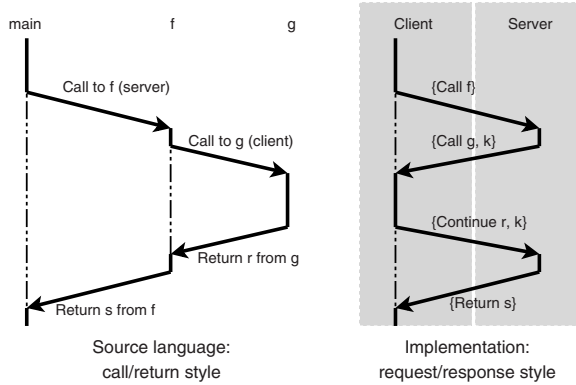 main f g Client Server
Call to f (server) {Call f}
Call to g (client) {Call g, k}
{Continue r, k}
Return r from g
Return s from f {Return s}
Source language: Implementation:
call/return style request/response style